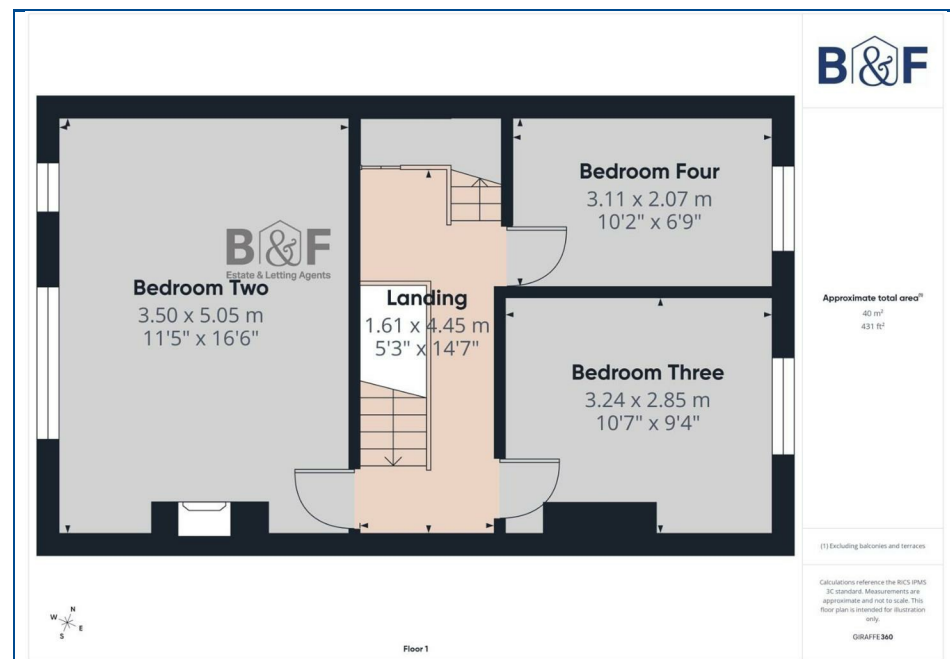 B&F
Bedroom Four
3.11 x 2.07 m
10'2" x 6'9"
B&F
Estate & Letting Agents
Bedroom Two
3.50 x 5.05 m
11'5" x 16'6"
Landing
1.61 x 4.45 m
5'3" x 14'7"
Bedroom Three
3.24 x 2.85 m
10'7" x 9'4"
Approximate total area⁽¹⁾
40 m²
431 ft²
(1) Excluding balconies and terraces
Calculations reference the RICS IPMS
3C standard. Measurements are
approximate and not to scale. This
floor plan is intended for illustration
only.
GIRAFFE360
N
W
E
S
Floor 1